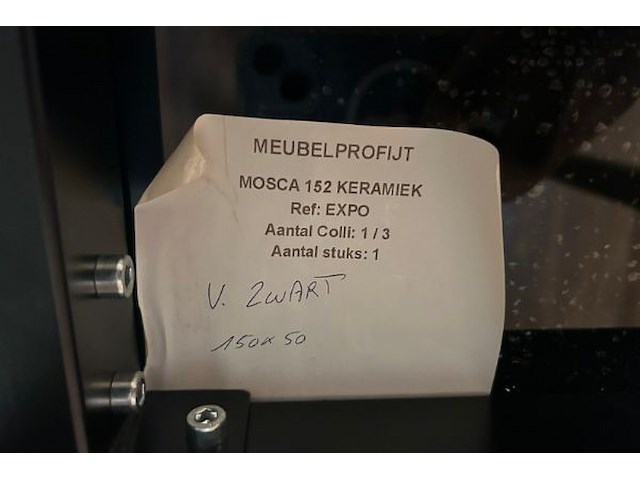 MEUBELPROFIJT
MOSCA 152 KERAMIEK
Ref: EXPO
Aantal Colli: 1 / 3
Aantal stuks: 1
V. ZWART
150x50